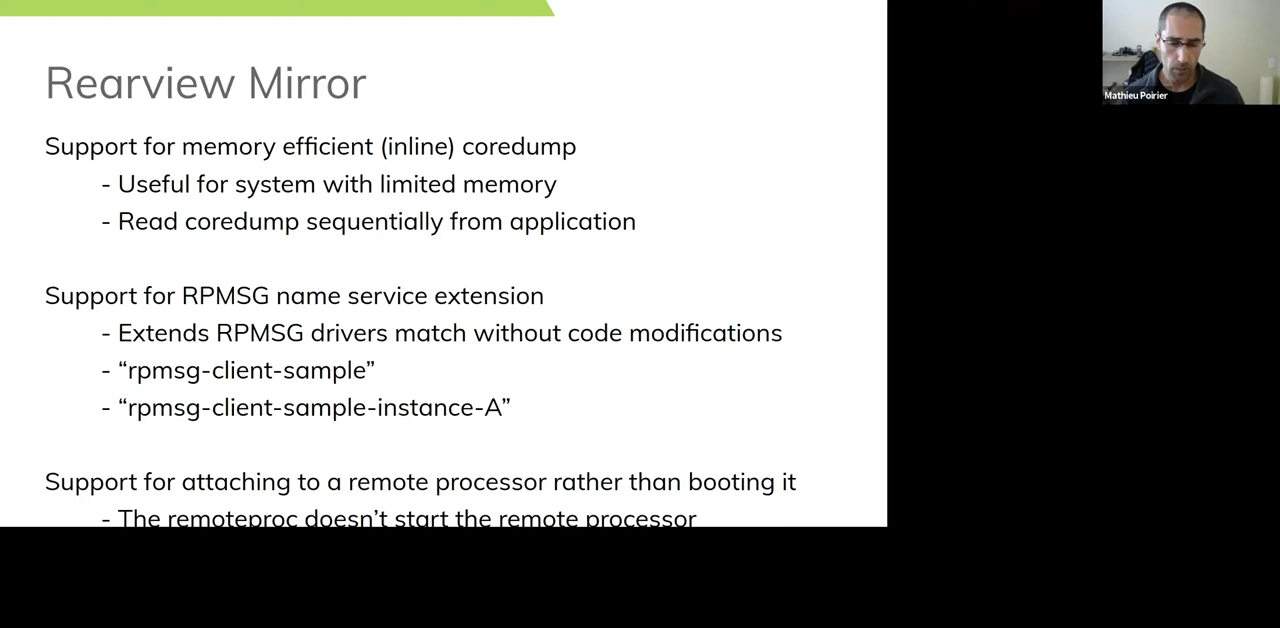 Rearview Mirror
Mathieu Poirier
Support for memory efficient (inline) coredump
- Useful for system with limited memory
- Read coredump sequentially from application
Support for RPMSG name service extension
- Extends RPMSG drivers match without code modifications
- “rpmsg-client-sample”
- “rpmsg-client-sample-instance-A”
Support for attaching to a remote processor rather than booting it
- The remoteproc doesn’t start the remote processor